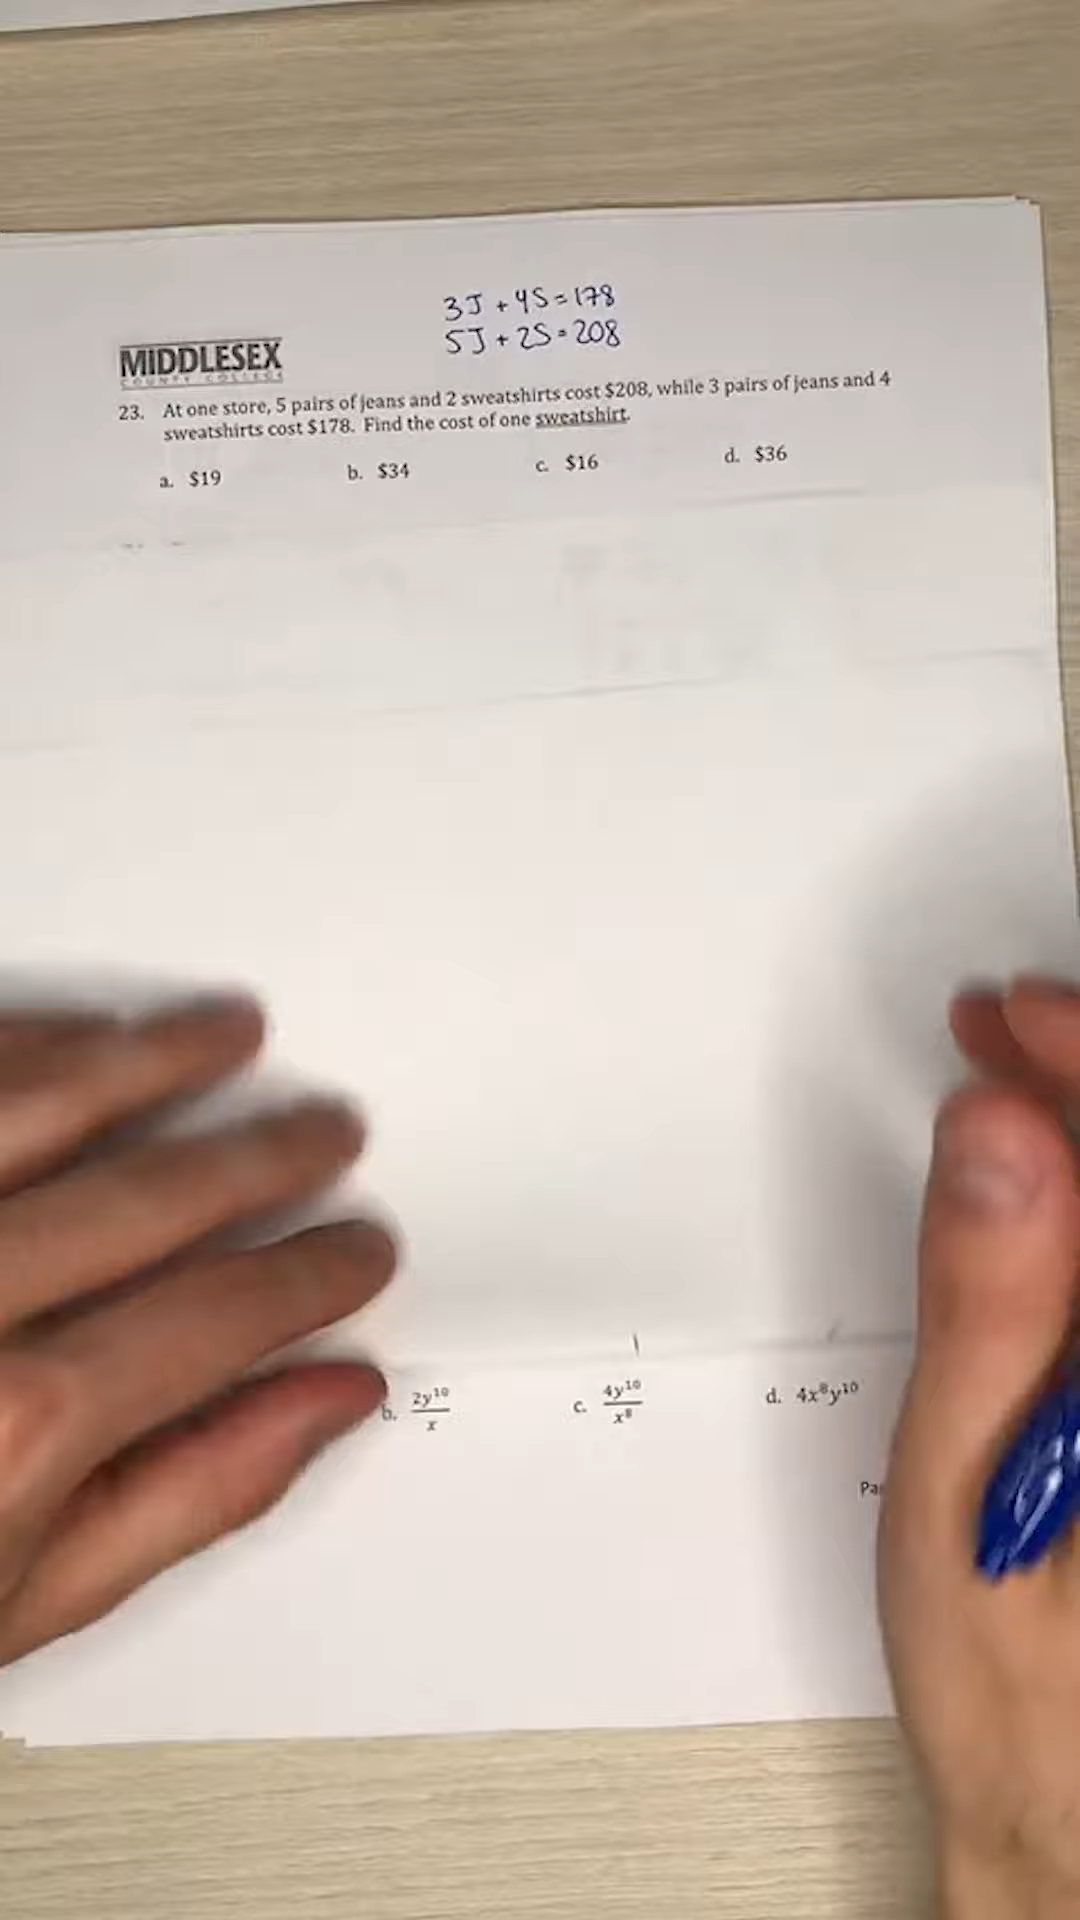 3J + 4S = 178
5J + 2S = 208
MIDDLESEX
COUNTY COLLEGE
23. At one store, 5 pairs of jeans and 2 sweatshirts cost $208, while 3 pairs of jeans and 4
sweatshirts cost $178. Find the cost of one sweatshirt.
a. $19 b. $34 c. $16 d. $36
b. 2y¹⁰/x c. 4y¹⁰/x⁸ d. 4x⁸y¹⁰